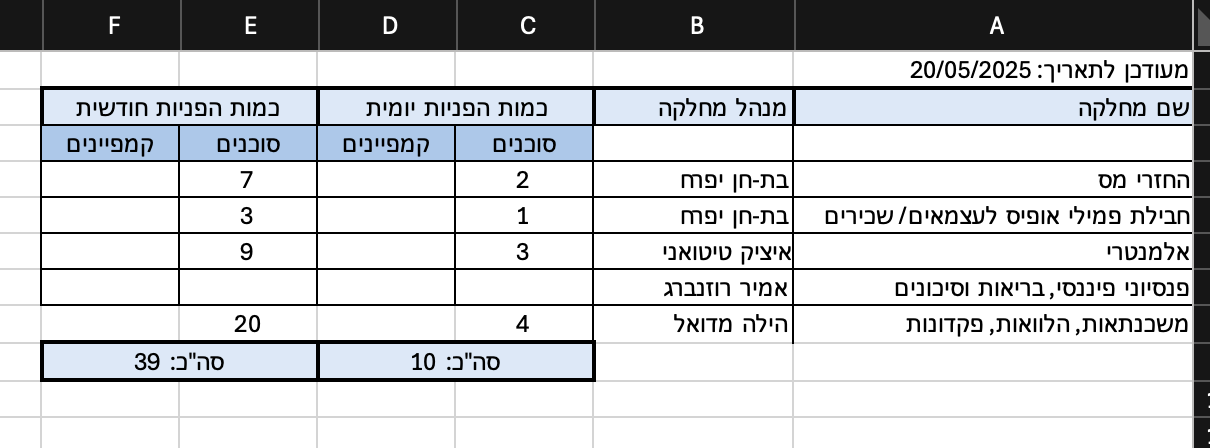 A B C D E F
מעודכן לתאריך: 20/05/2025
שם מחלקה מנהל מחלקה כמות הפניות יומית כמות הפניות חודשית
סוכנים קמפיינים סוכנים קמפיינים
החזרי מס בת-חן יפרח 2 7
חבילת פמילי אופיס לעצמאים/ שכירים בת-חן יפרח 1 3
אלמנטרי איציק טיטואני 3 9
פנסיוני פיננסי, בריאות וסיכונים אמיר רוזנברג
משכנתאות, הלוואות, פקדונות הילה מדואל 4 20
סה"כ: 10 סה"כ: 39